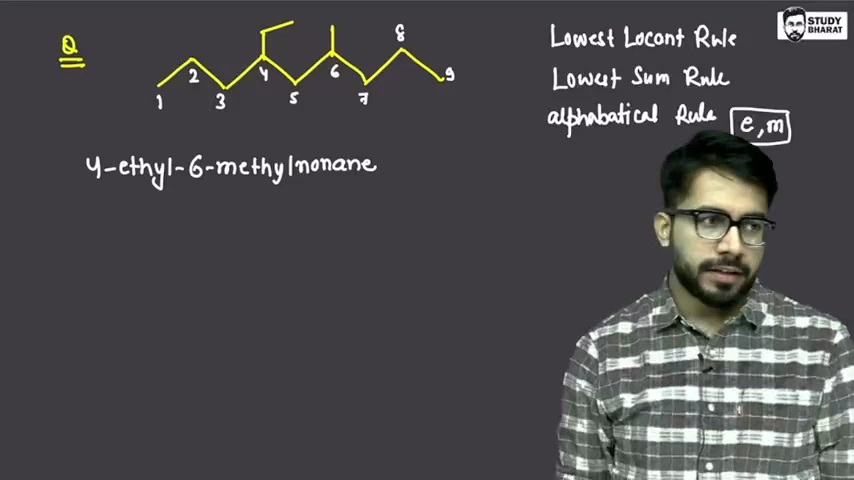 Q
1 2 3 4 5 6 7 8 9
4-ethyl-6-methylnonane
Lowest Locant Rule
Lowest Sum Rule
alphabatical Rule e,m
STUDY
BHARAT